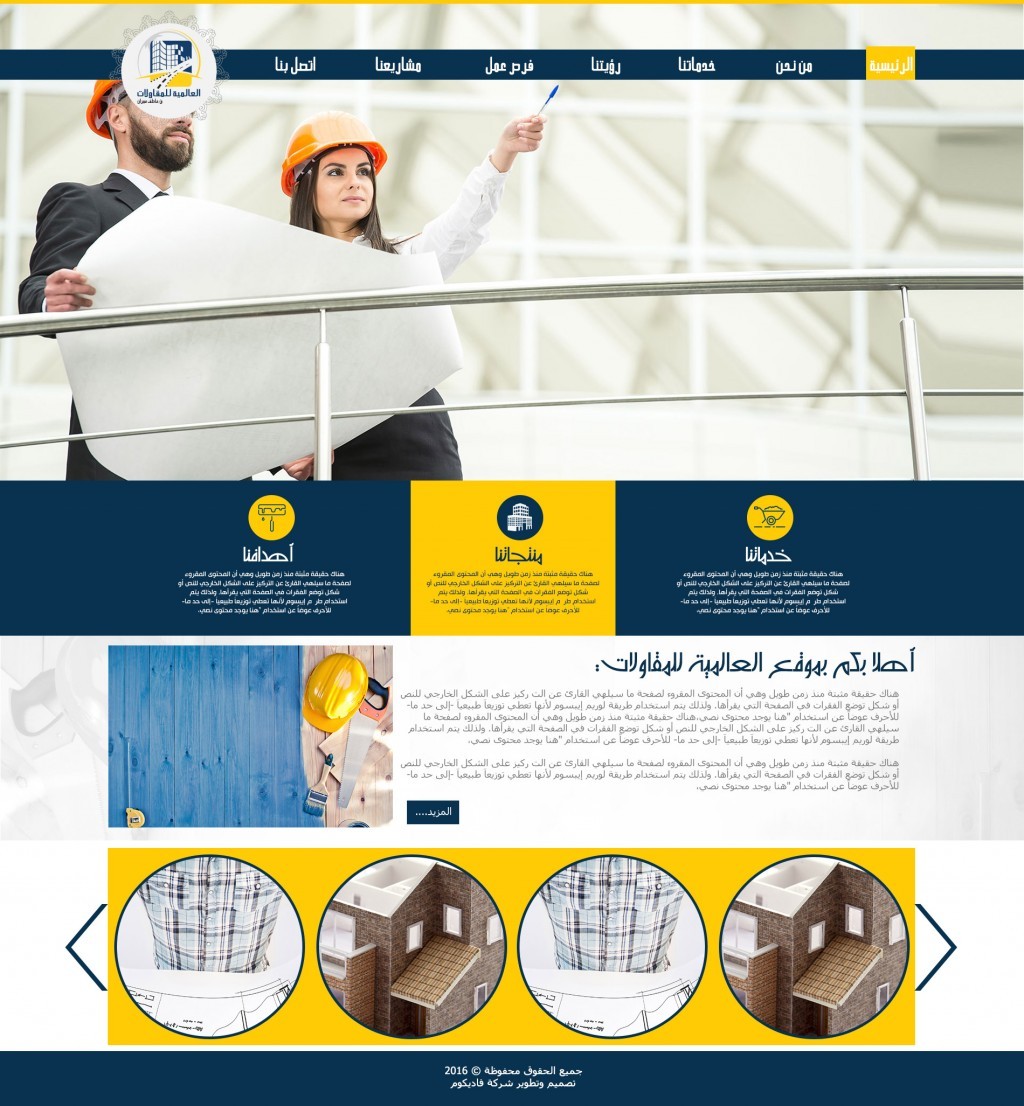 العالمية للمقاولات
الرئيسية
من نحن
خدماتنا
رؤيتنا
فرص عمل
مشاريعنا
اتصل بنا
خدماتنا
هناك حقيقة مثبتة منذ زمن طويل وهي أن المحتوى المقروء
لصفحة ما سيلهي القارئ عن التركيز على الشكل الخارجي للنص أو
شكل توضع الفقرات في الصفحة التي يقرأها. ولذلك يتم
استخدام طر م إيبسوم لأنها تعطي توزيعاَ طبيعياَ -إلى حد ما-
للأحرف عوضاً عن استخدام "هنا يوجد محتوى نصي،
منتجاتنا
هناك حقيقة مثبتة منذ زمن طويل وهي أن المحتوى المقروء
لصفحة ما سيلهي القارئ عن التركيز على الشكل الخارجي للنص أو
شكل توضع الفقرات في الصفحة التي يقرأها. ولذلك يتم
استخدام طر م إيبسوم لأنها تعطي توزيعاَ طبيعياَ -إلى حد ما-
للأحرف عوضاً عن استخدام "هنا يوجد محتوى نصي،
أهدافنا
هناك حقيقة مثبتة منذ زمن طويل وهي أن المحتوى المقروء
لصفحة ما سيلهي القارئ عن التركيز على الشكل الخارجي للنص أو
شكل توضع الفقرات في الصفحة التي يقرأها. ولذلك يتم
استخدام طر م إيبسوم لأنها تعطي توزيعاَ طبيعياَ -إلى حد ما-
للأحرف عوضاً عن استخدام "هنا يوجد محتوى نصي،
أهلا بكم بموقع العالمية للمقاولات:
هناك حقيقة مثبتة منذ زمن طويل وهي أن المحتوى المقروء لصفحة ما سيلهي القارئ عن الت ركيز على الشكل الخارجي للنص
أو شكل توضع الفقرات في الصفحة التي يقرأها. ولذلك يتم استخدام طريقة لوريم إيبسوم لأنها تعطي توزيعاَ طبيعياَ -إلى حد ما-
للأحرف عوضاً عن استخدام "هنا يوجد محتوى نصي،هناك حقيقة مثبتة منذ زمن طويل وهي أن المحتوى المقروء لصفحة ما
سيلهي القارئ عن الت ركيز على الشكل الخارجي للنص أو شكل توضع الفقرات في الصفحة التي يقرأها. ولذلك يتم استخدام
طريقة لوريم إيبسوم لأنها تعطي توزيعاَ طبيعياَ -إلى حد ما- للأحرف عوضاً عن استخدام "هنا يوجد محتوى نصي،
هناك حقيقة مثبتة منذ زمن طويل وهي أن المحتوى المقروء لصفحة ما سيلهي القارئ عن الت ركيز على الشكل الخارجي للنص
أو شكل توضع الفقرات في الصفحة التي يقرأها. ولذلك يتم استخدام طريقة لوريم إيبسوم لأنها تعطي توزيعاَ طبيعياَ -إلى حد ما-
للأحرف عوضاً عن استخدام "هنا يوجد محتوى نصي،
المزيد....
جميع الحقوق محفوظة © 2016
تصميم وتطوير شركة فاديكوم